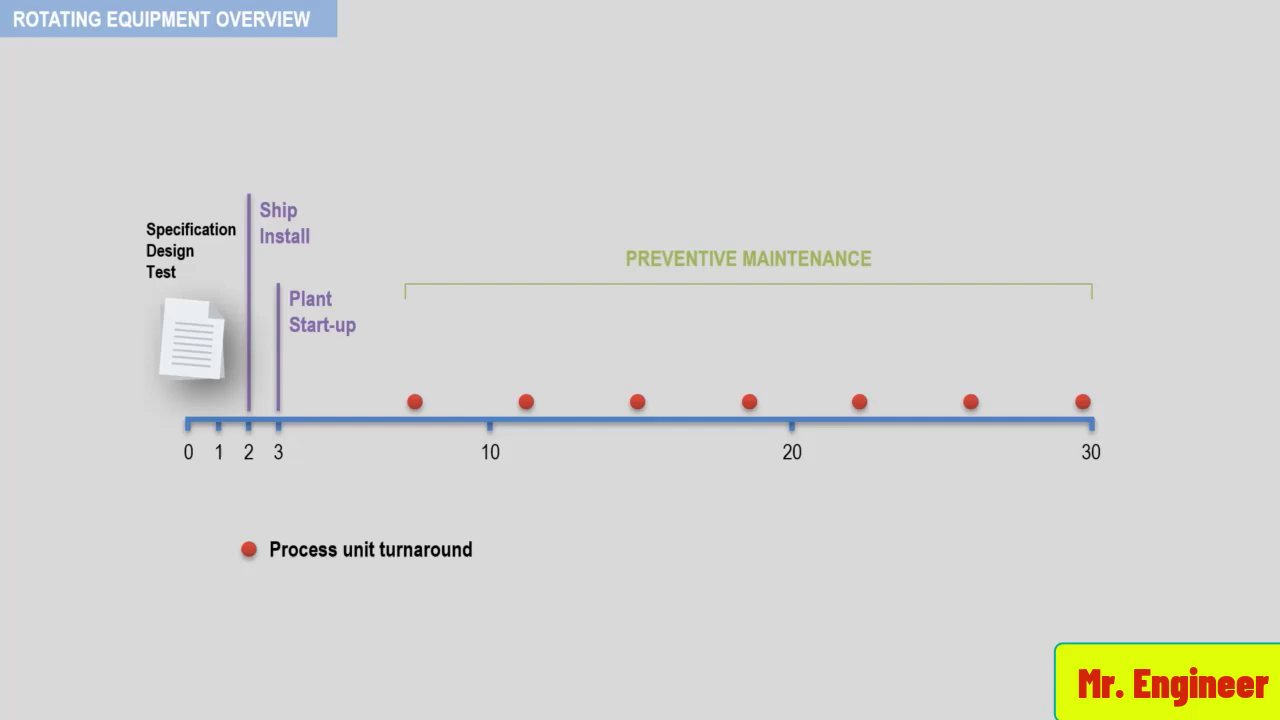 ROTATING EQUIPMENT OVERVIEW
Specification
Design
Test
Ship
Install
Plant
Start-up
PREVENTIVE MAINTENANCE
0 1 2 3 10 20 30
Process unit turnaround
Mr. Engineer